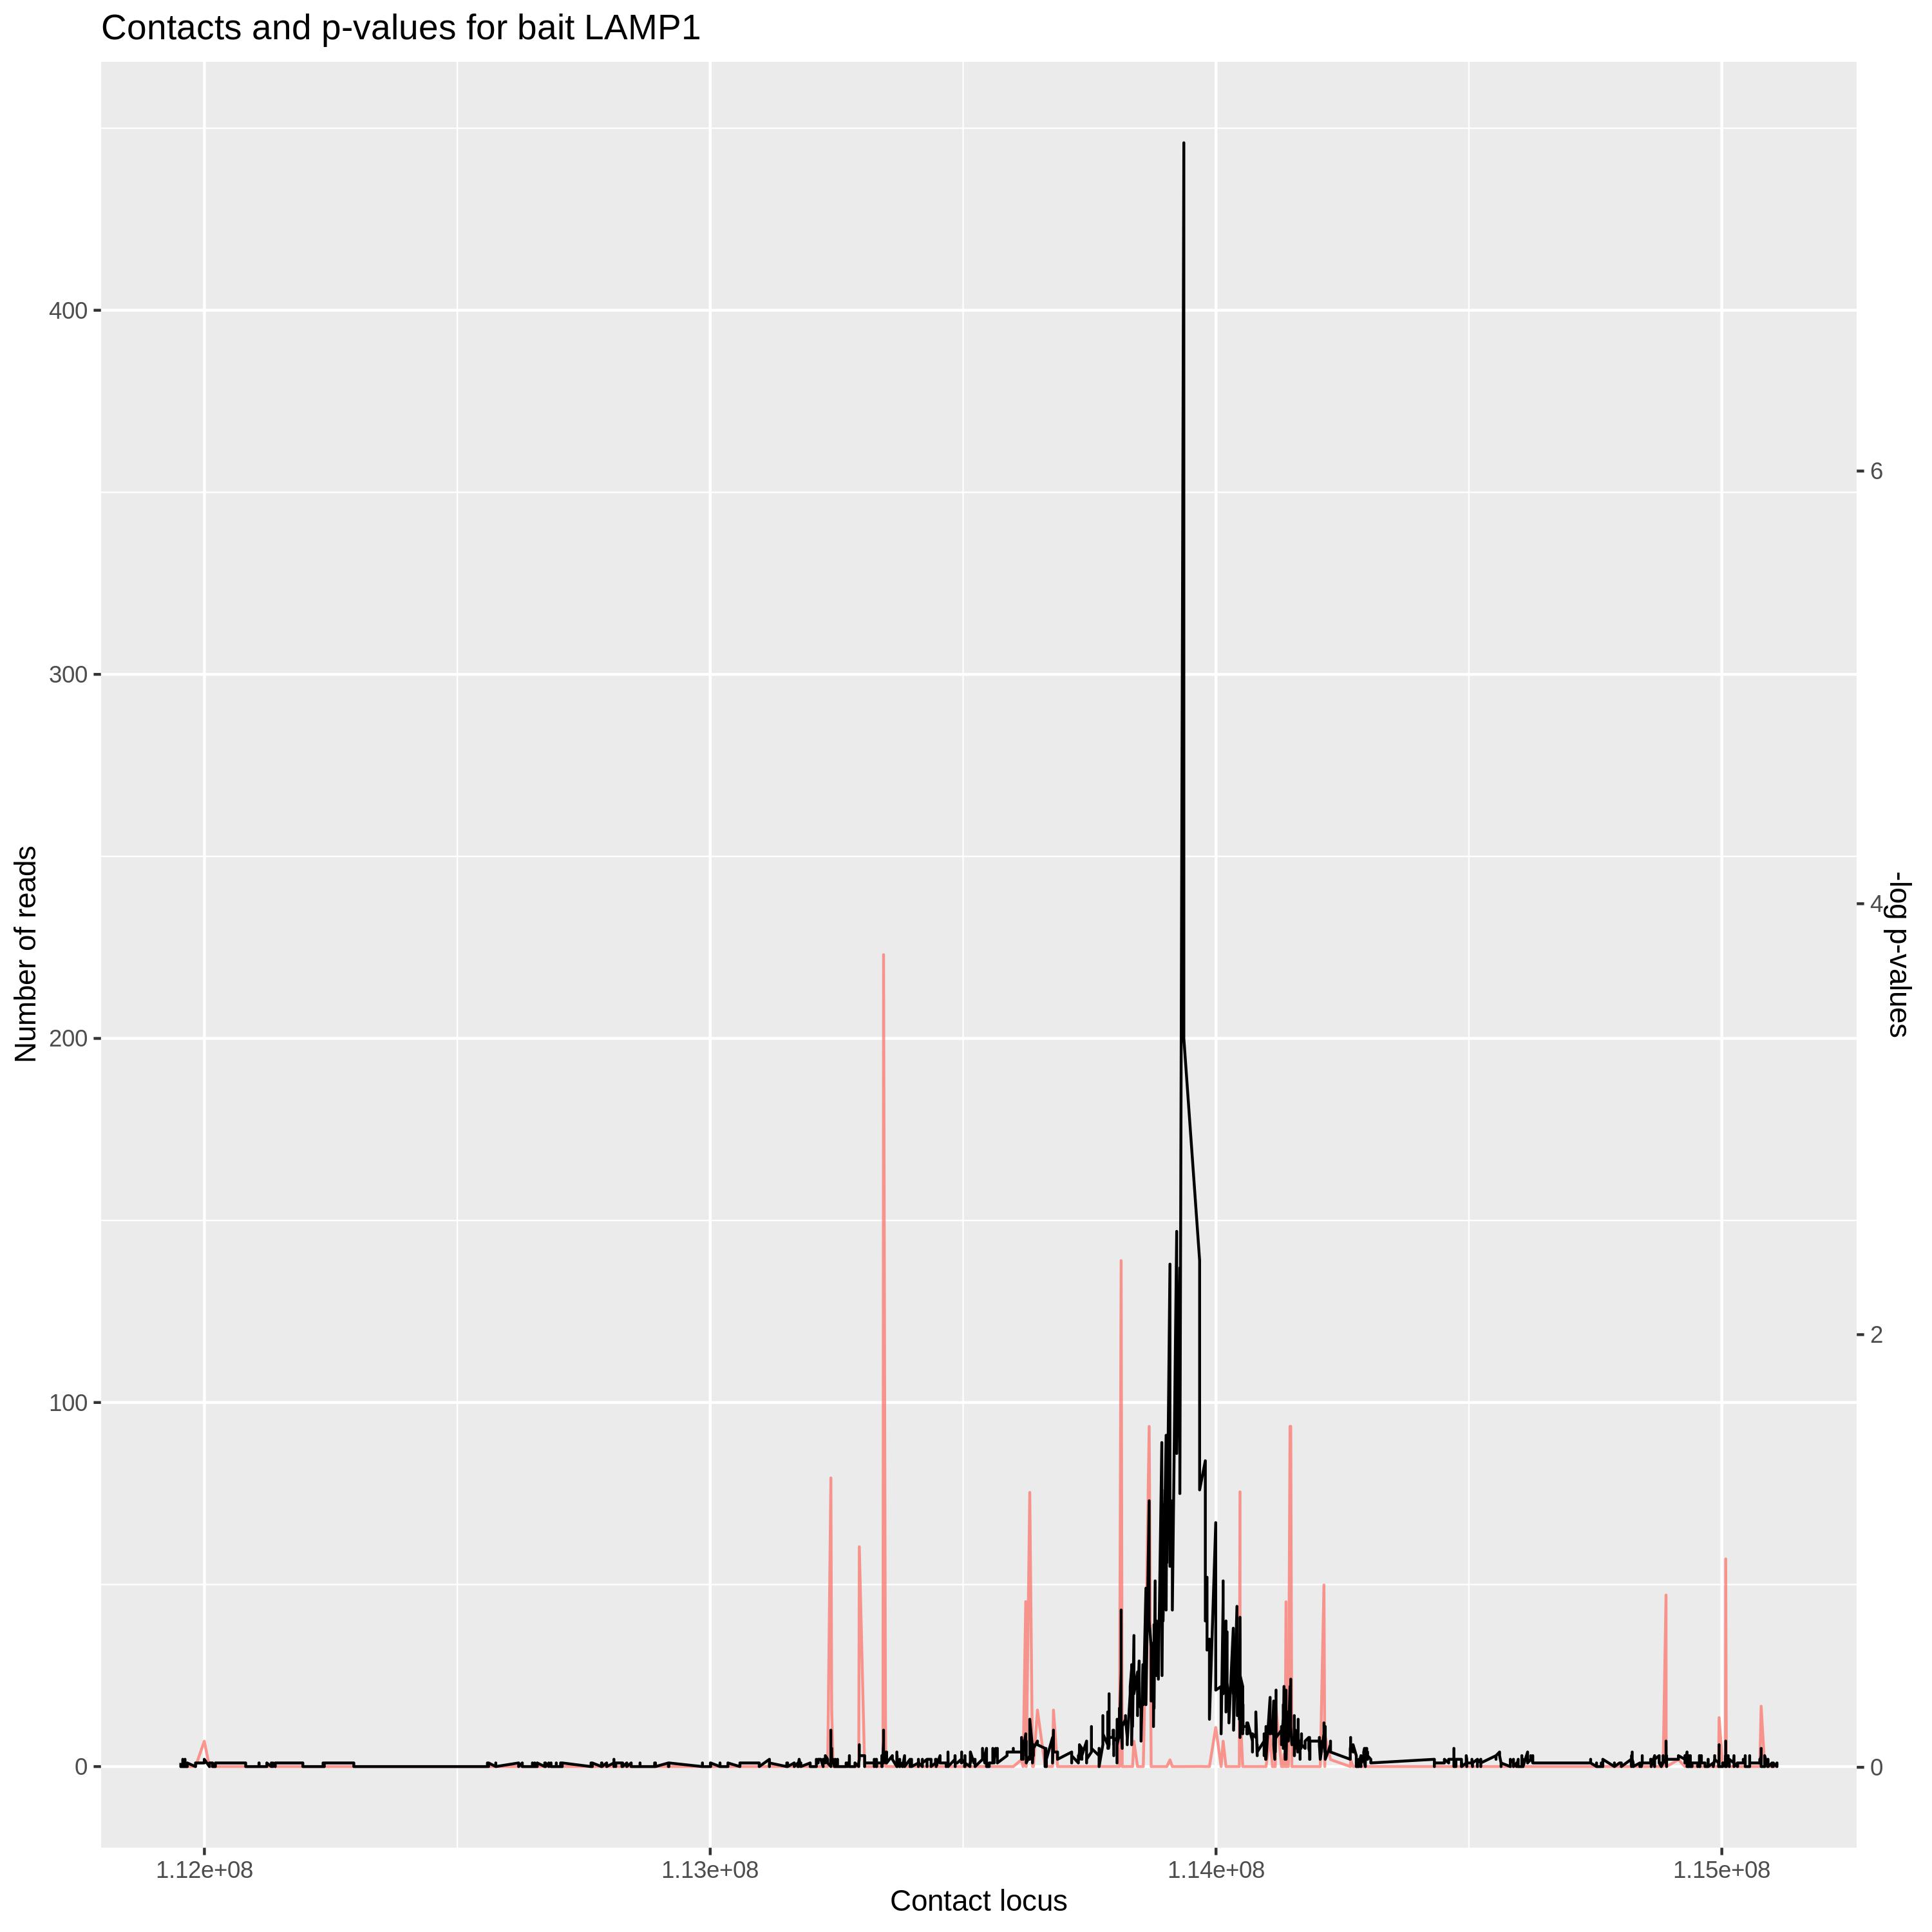 Contacts and p-values for bait LAMP1
400
300
200
100
0
Number of reads
6
4
2
0
-log p-values
1.12e+08
1.13e+08
1.14e+08
1.15e+08
Contact locus